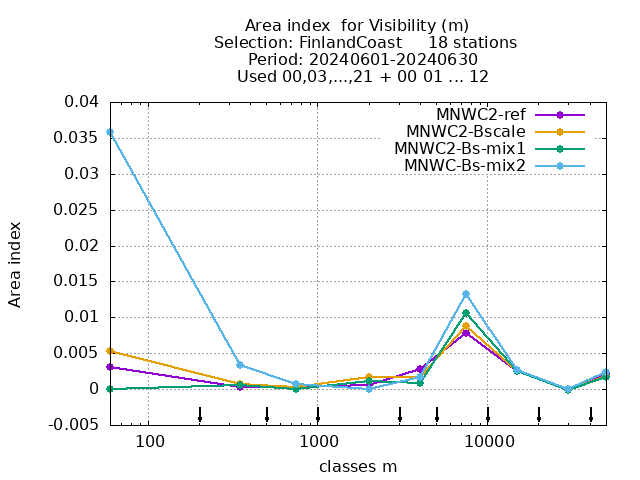 Area index  for Visibility (m)
Selection: FinlandCoast     18 stations
Period: 20240601-20240630
Used 00,03,...,21 + 00 01 ... 12
MNWC2-ref
MNWC2-Bscale
MNWC2-Bs-mix1
MNWC-Bs-mix2
0.04
0.035
0.03
0.025
0.02
0.015
0.01
0.005
0
-0.005
Area index
100 1000 10000
classes m